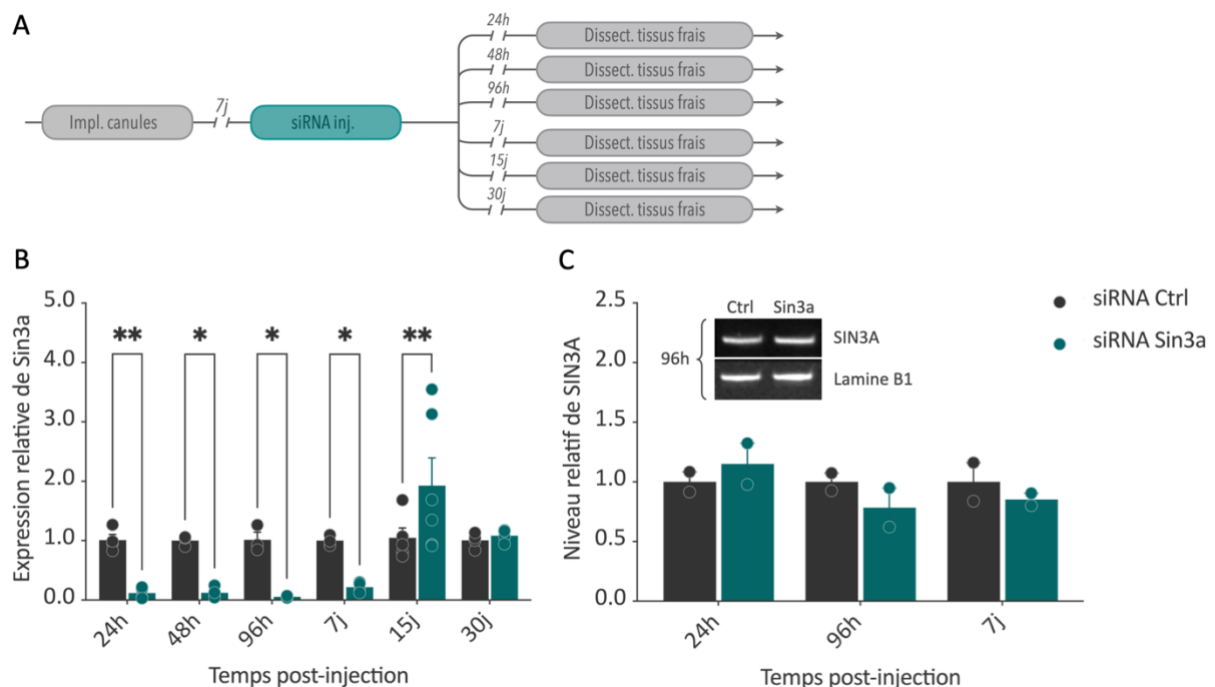 A
Impl. canules
7j
siRNA inj.
24h
Dissect. tissus frais
48h
Dissect. tissus frais
96h
Dissect. tissus frais
7j
Dissect. tissus frais
15j
Dissect. tissus frais
30j
Dissect. tissus frais
B
Expression relative de Sin3a
5.0
4.0
3.0
2.0
1.0
0.0
** * * * **
24h 48h 96h 7j 15j 30j
Temps post-injection
C
Niveau relatif de SIN3A
2.5
2.0
1.5
1.0
0.5
0.0
Ctrl Sin3a
96h
SIN3A
Lamine B1
24h 96h 7j
Temps post-injection
siRNA Ctrl
siRNA Sin3a